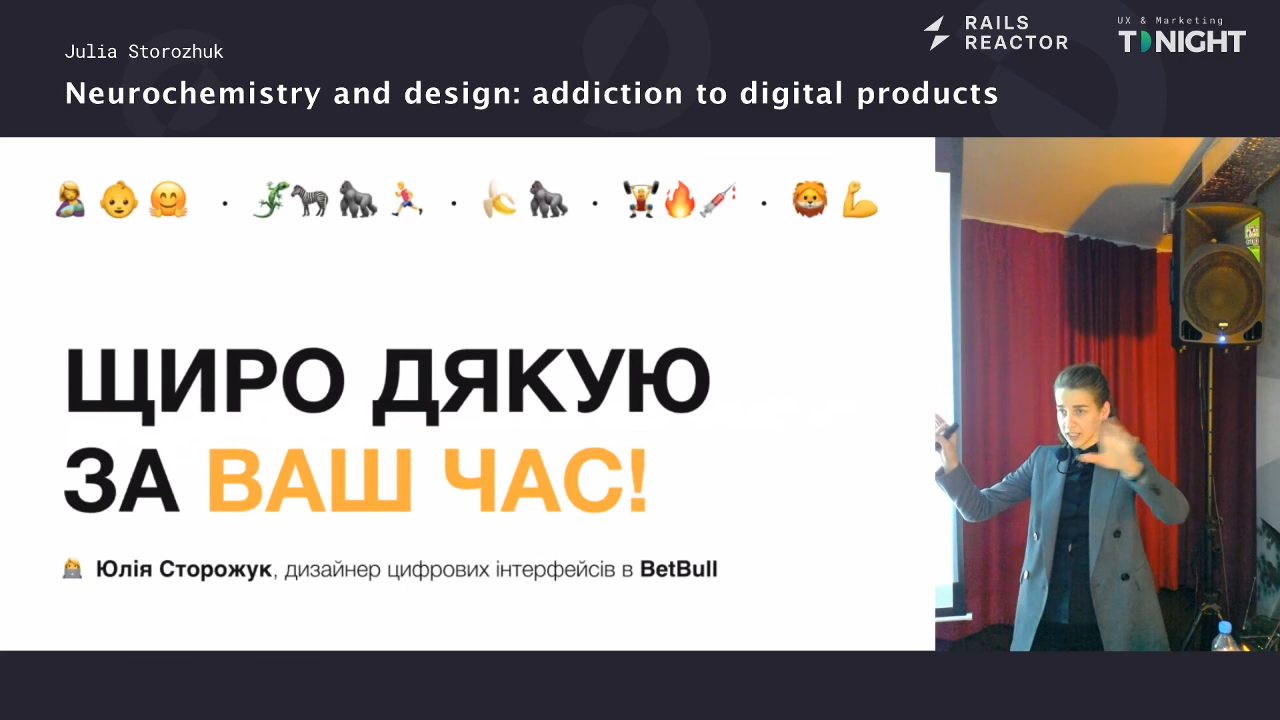 Julia Storozhuk
Neurochemistry and design: addiction to digital products
RAILS
REACTOR
UX & Marketing
TONIGHT
ЩИРО ДЯКУЮ
ЗА ВАШ ЧАС!
Юлія Сторожук, дизайнер цифрових інтерфейсів в BetBull